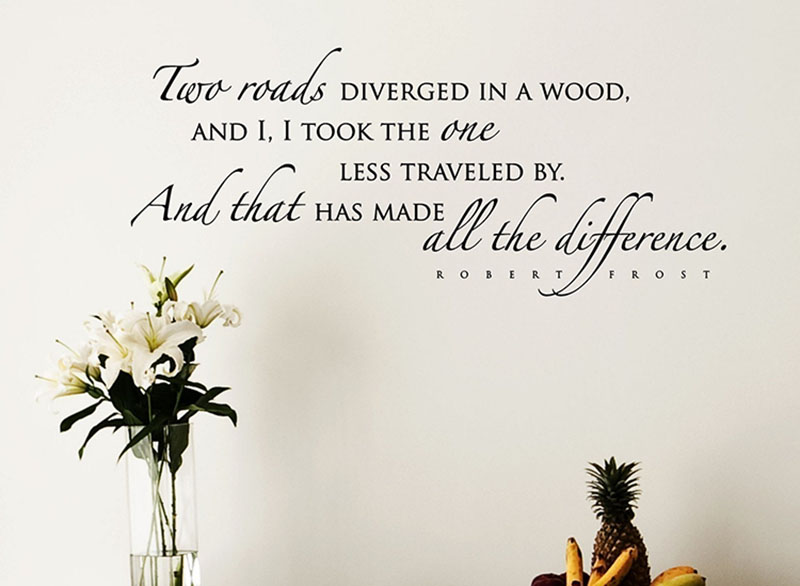 Two roads DIVERGED IN A WOOD,
AND I, I TOOK THE one
LESS TRAVELED BY.
And that HAS MADE
all the difference.
ROBERT FROST